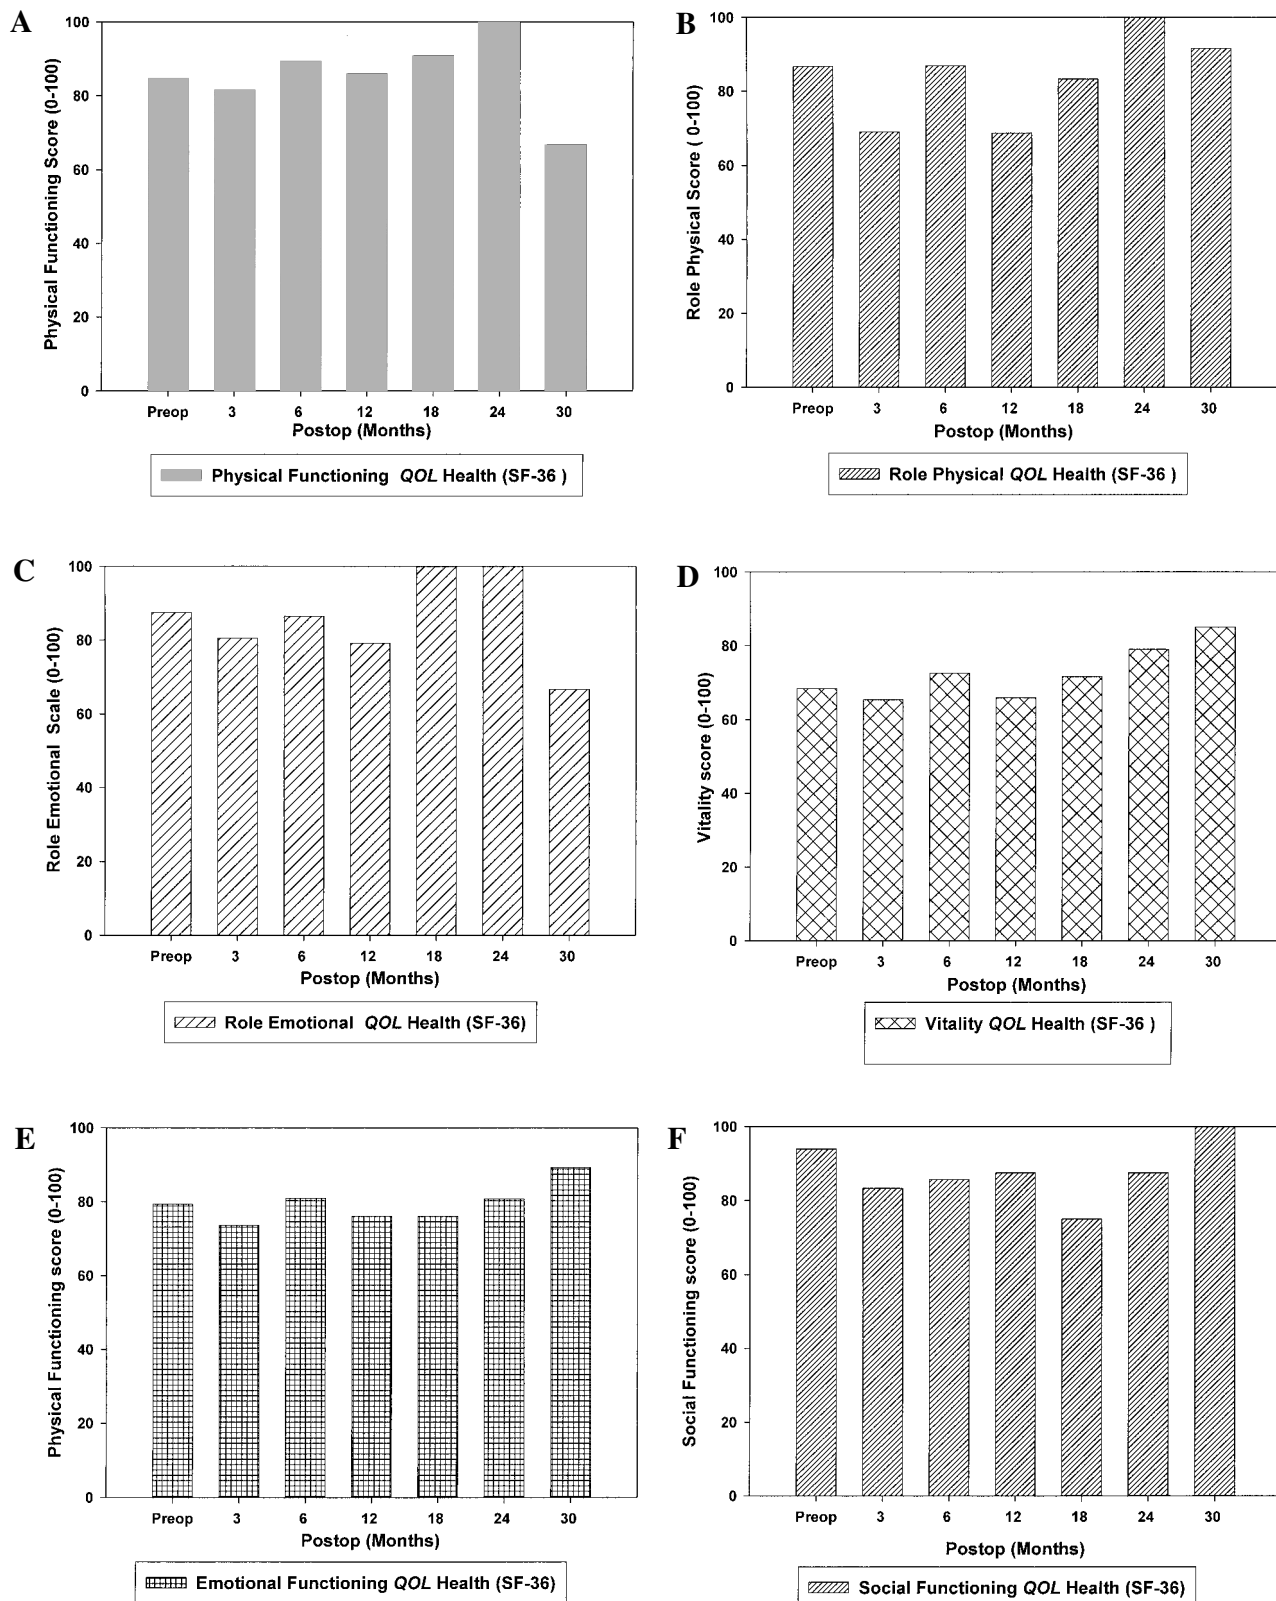 A
Physical Functioning Score (0-100)
100
80
60
40
20
0
Preop 3 6 12 18 24 30
Postop (Months)
Physical Functioning QOL Health (SF-36 )
B
Role Physical Score ( 0-100)
100
80
60
40
20
0
Preop 3 6 12 18 24 30
Postop (Months)
Role Physical QOL Health (SF-36 )
C
Role Emotional Scale (0-100)
100
80
60
40
20
0
Preop 3 6 12 18 24 30
Postop (Months)
Role Emotional QOL Health (SF-36)
D
Vitality score (0-100)
100
80
60
40
20
0
Preop 3 6 12 18 24 30
Postop (Months)
Vitality QOL Health (SF-36 )
E
Physical Functioning score (0-100)
100
80
60
40
20
0
Preop 3 6 12 18 24 30
Postop (Months)
Emotional Functioning QOL Health (SF-36)
F
Social Functioning score (0-100)
100
80
60
40
20
0
Preop 3 6 12 18 24 30
Postop (Months)
Social Functioning QOL Health (SF-36)